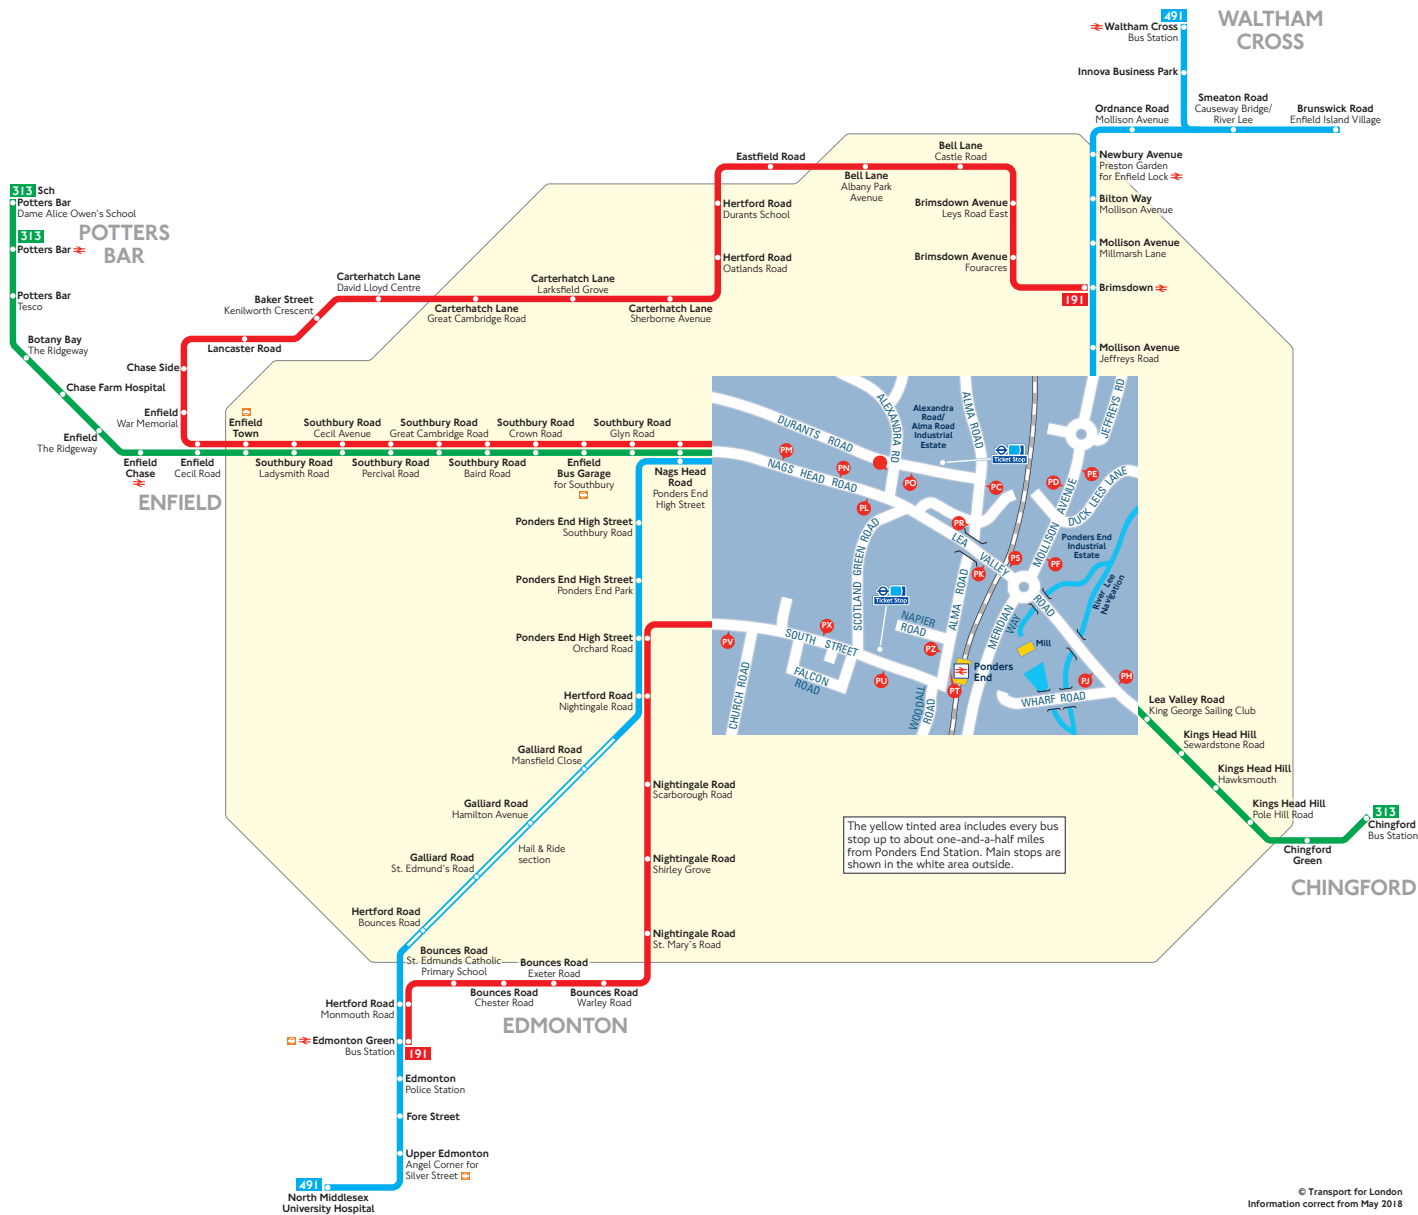 491
WALTHAM
CROSS
Waltham Cross
Bus Station
Innova Business Park
Ordnance Road
Mollison Avenue
Smeaton Road
Causeway Bridge/
River Lee
Brunswick Road
Enfield Island Village
Newbury Avenue
Preston Garden
for Enfield Lock
Bilton Way
Mollison Avenue
Mollison Avenue
Millmarsh Lane
Brimsdown
Mollison Avenue
Jeffreys Road
Eastfield Road
Bell Lane
Albany Park
Avenue
Bell Lane
Castle Road
Brimsdown Avenue
Leys Road East
Brimsdown Avenue
Fouracres
191
Hertford Road
Durants School
Hertford Road
Oatlands Road
313 Sch
Potters Bar
Dame Alice Owen's School
POTTERS
BAR
313
Potters Bar
Potters Bar
Tesco
Botany Bay
The Ridgeway
Chase Farm Hospital
Enfield
The Ridgeway
Enfield
Chase
ENFIELD
Carterhatch Lane
David Lloyd Centre
Carterhatch Lane
Great Cambridge Road
Carterhatch Lane
Larksfield Grove
Carterhatch Lane
Sherborne Avenue
Baker Street
Kenilworth Crescent
Lancaster Road
Chase Side
Enfield
War Memorial
Enfield
Cecil Road
Enfield
Town
Southbury Road
Ladysmith Road
Southbury Road
Cecil Avenue
Southbury Road
Percival Road
Southbury Road
Great Cambridge Road
Southbury Road
Baird Road
Southbury Road
Crown Road
Enfield
Bus Garage
for Southbury
Southbury Road
Glyn Road
Nags Head
Road
Ponders End
High Street
Ponders End High Street
Southbury Road
Ponders End High Street
Ponders End Park
Ponders End High Street
Orchard Road
Hertford Road
Nightingale Road
Galliard Road
Mansfield Close
Galliard Road
Hamilton Avenue
Hail & Ride
section
Galliard Road
St. Edmund's Road
Hertford Road
Bounces Road
Nightingale Road
Scarborough Road
Nightingale Road
Shirley Grove
Nightingale Road
St. Mary's Road
Bounces Road
St. Edmunds Catholic
Primary School
Bounces Road
Chester Road
Bounces Road
Exeter Road
Bounces Road
Warley Road
EDMONTON
Hertford Road
Monmouth Road
Edmonton Green
Bus Station
191
Edmonton
Police Station
Fore Street
Upper Edmonton
Angel Corner for
Silver Street
491
North Middlesex
University Hospital
DURANTS ROAD
NAGS HEAD ROAD
ALEXANDRA RD
Alexandra
Road/
Alma Road
Industrial
Estate
ALMA ROAD
Ticket Stop
JEFFREYS RD
MOLLISON AVENUE
DUCK LEES LANE
Ponders End
Industrial
Estate
River Lee
Navigation
LEA VALLEY ROAD
SCOTLAND GREEN ROAD
Ticket Stop
ALMA ROAD
MERIDIAN
WAY
NAPIER
ROAD
SOUTH STREET
FALCON
ROAD
CHURCH ROAD
WOODALL
ROAD
WHARF ROAD
Mill
Ponders
End
PM
PN
PO
PC
PD
PE
PL
PR
PS
PF
PK
PV
PX
PZ
PU
PT
PJ
PH
Lea Valley Road
King George Sailing Club
Kings Head Hill
Sewardstone Road
Kings Head Hill
Hawksmouth
Kings Head Hill
Pole Hill Road
Chingford
Green
313
Chingford
Bus Station
CHINGFORD
The yellow tinted area includes every bus
stop up to about one-and-a-half miles
from Ponders End Station. Main stops are
shown in the white area outside.
© Transport for London
Information correct from May 2018